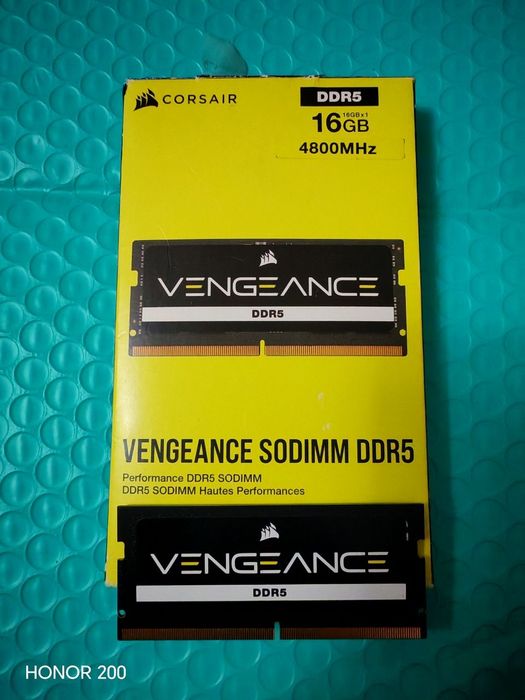 CORSAIR
DDR5
16GB
16GBx1
4800MHz
VENGEANCE
DDR5
VENGEANCE SODIMM DDR5
Performance DDR5 SODIMM
DDR5 SODIMM Hautes Performances
VENGEANCE
DDR5
HONOR 200